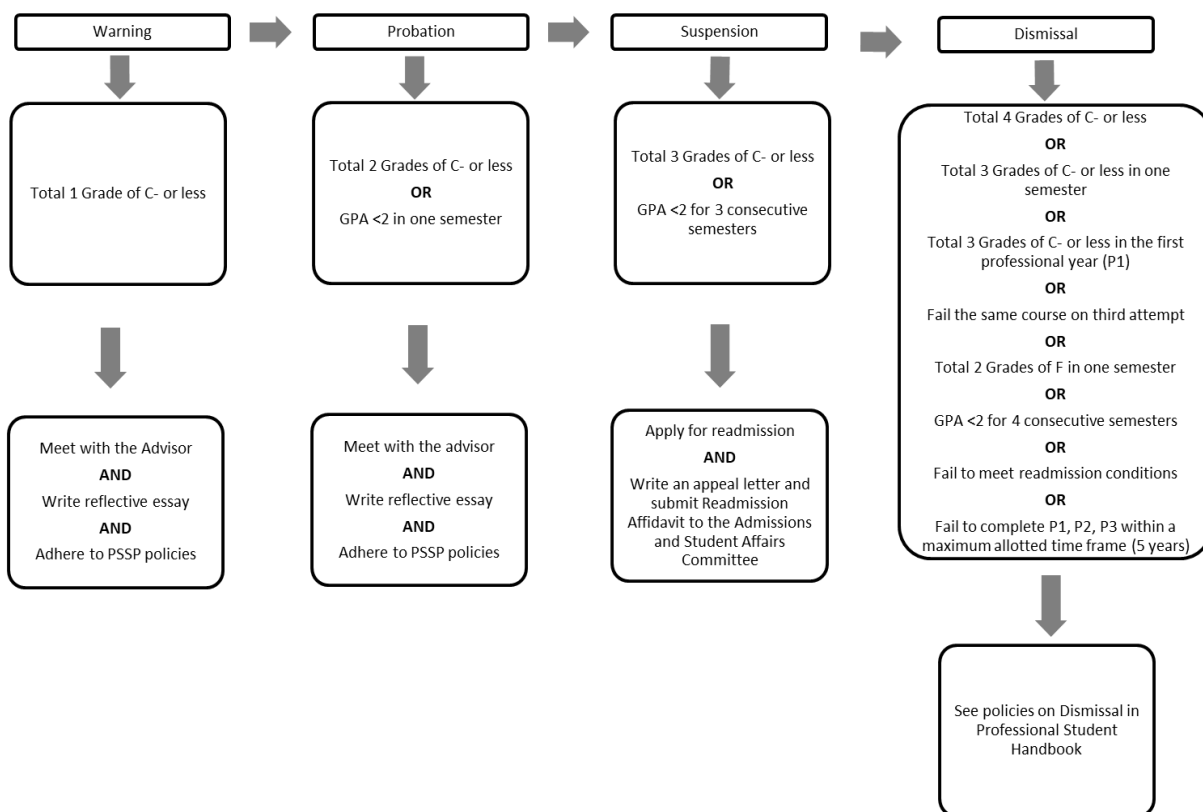 Warning
Probation
Suspension
Dismissal
Total 1 Grade of C- or less
Total 2 Grades of C- or less
OR
GPA <2 in one semester
Total 3 Grades of C- or less
OR
GPA <2 for 3 consecutive
semesters
Total 4 Grades of C- or less
OR
Total 3 Grades of C- or less in one
semester
OR
Total 3 Grades of C- or less in the first
professional year (P1)
OR
Fail the same course on third attempt
OR
Total 2 Grades of F in one semester
OR
GPA <2 for 4 consecutive semesters
OR
Fail to meet readmission conditions
OR
Fail to complete P1, P2, P3 within a
maximum allotted time frame (5 years)
Meet with the Advisor
AND
Write reflective essay
AND
Adhere to PSSP policies
Meet with the advisor
AND
Write reflective essay
AND
Adhere to PSSP policies
Apply for readmission
AND
Write an appeal letter and
submit Readmission
Affidavit to the Admissions
and Student Affairs
Committee
See policies on Dismissal in
Professional Student
Handbook